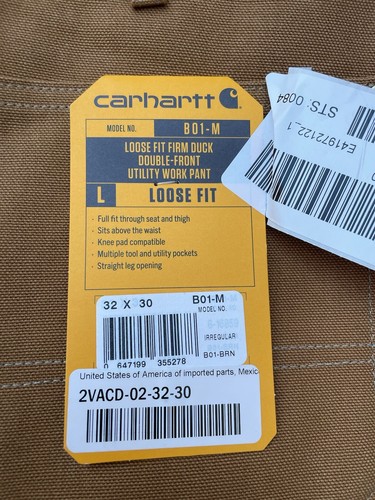 carhartt
MODEL NO. B01-M
LOOSE FIT FIRM DUCK
DOUBLE-FRONT
UTILITY WORK PANT
L LOOSE FIT
· Full fit through seat and thigh
· Sits above the waist
· Knee pad compatible
· Multiple tool and utility pockets
· Straight leg opening
32 X 30 B01-M
MODEL NO.
IRREGULAR
B01-BRN
0 647199 355278
United States of America of imported parts, Mexic
2VACD-02-32-30
STS: 0084
E41972122_1